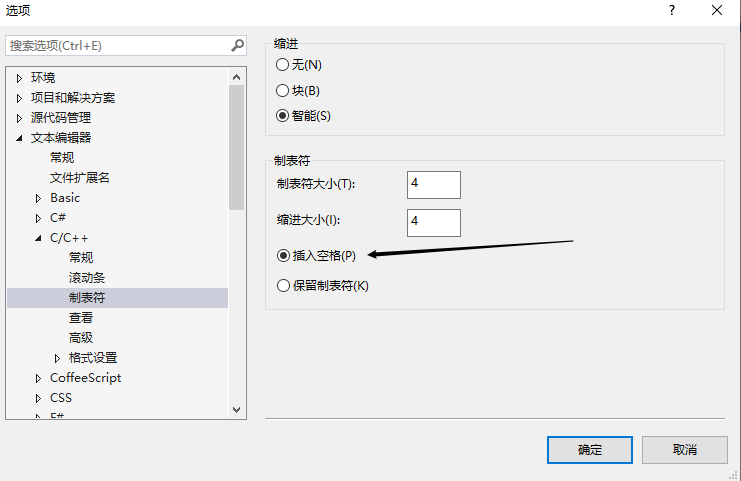 选项
搜索选项(Ctrl+E)
环境
项目和解决方案
源代码管理
文本编辑器
常规
文件扩展名
Basic
C#
C/C++
常规
滚动条
制表符
查看
高级
格式设置
CoffeeScript
CSS
F#
缩进
无(N)
块(B)
智能(S)
制表符
制表符大小(T):
4
缩进大小(I):
4
插入空格(P)
保留制表符(K)
确定
取消